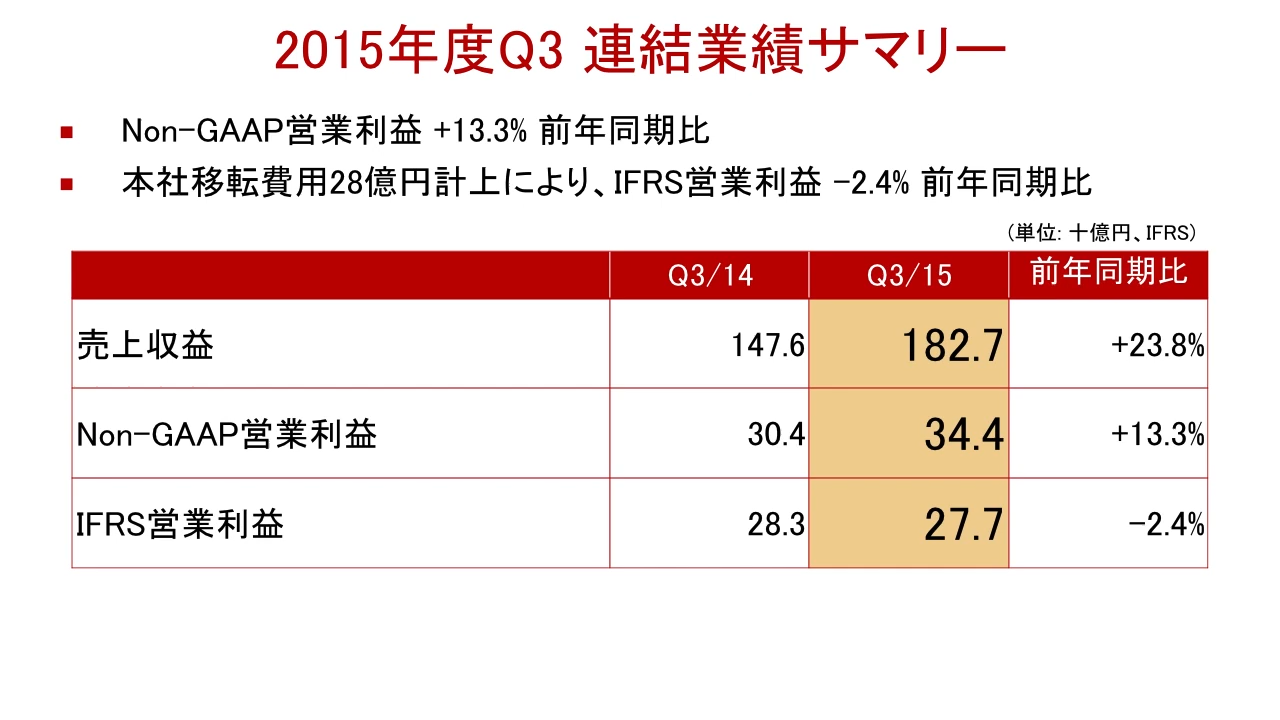 2015年度Q3 連結業績サマリー
■ Non-GAAP営業利益 +13.3% 前年同期比
■ 本社移転費用28億円計上により、IFRS営業利益 -2.4% 前年同期比
(単位: 十億円、IFRS)
Q3/14 Q3/15 前年同期比
売上収益 147.6 182.7 +23.8%
Non-GAAP営業利益 30.4 34.4 +13.3%
IFRS営業利益 28.3 27.7 -2.4%